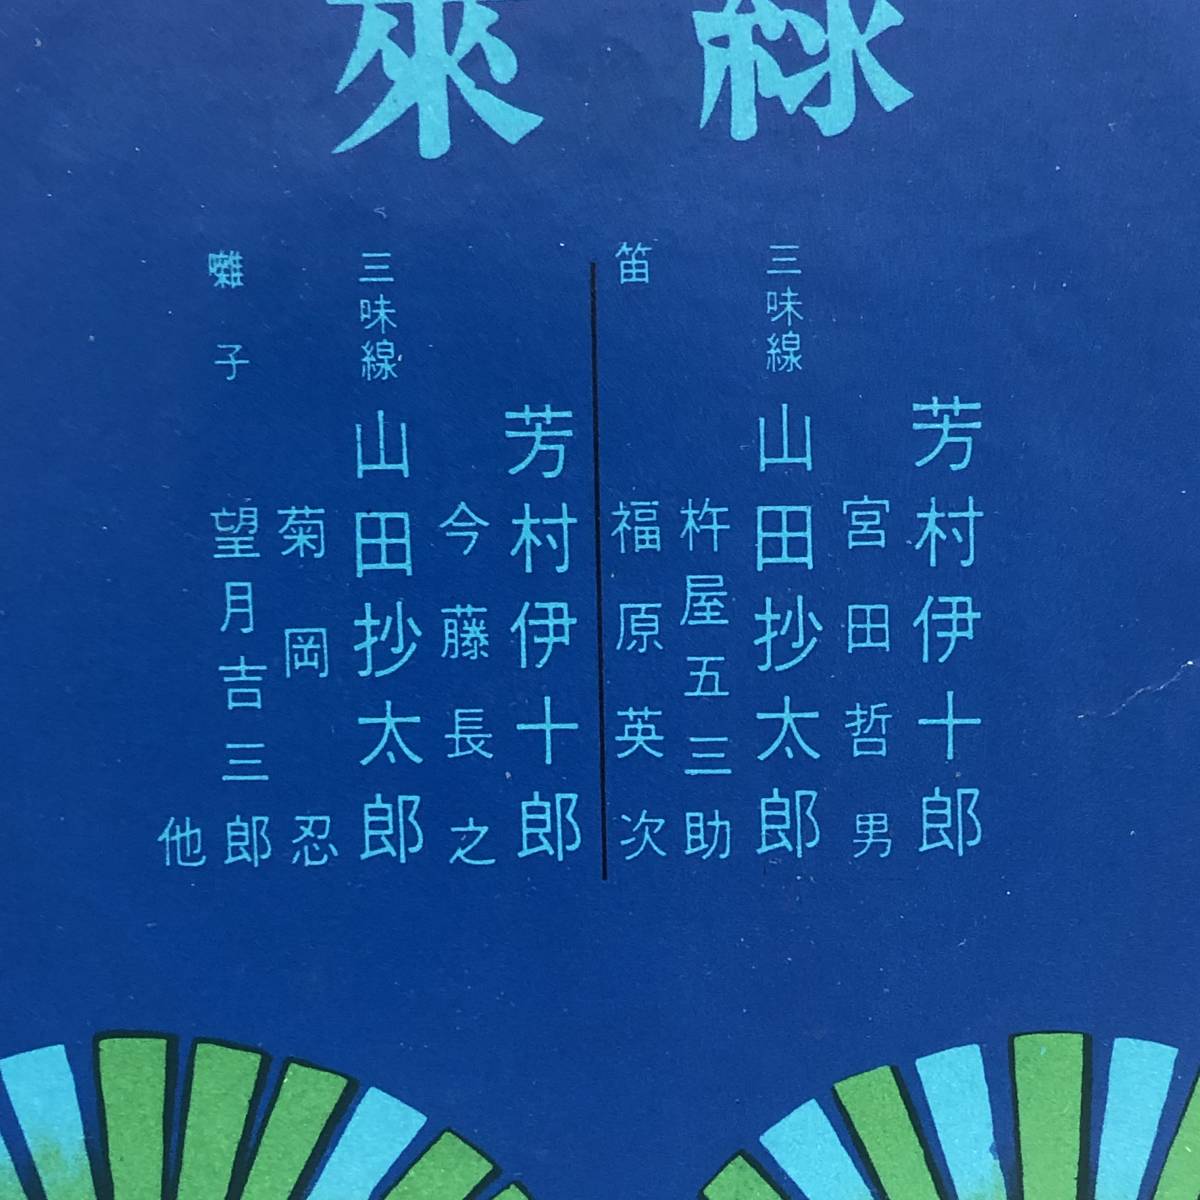 芳村伊十郎
宮田哲男
三味線 山田抄太郎
杵屋五三助
笛 福原英次
芳村伊十郎
今藤長之
三味線 山田抄太郎
菊岡忍
囃子 望月吉三郎
他